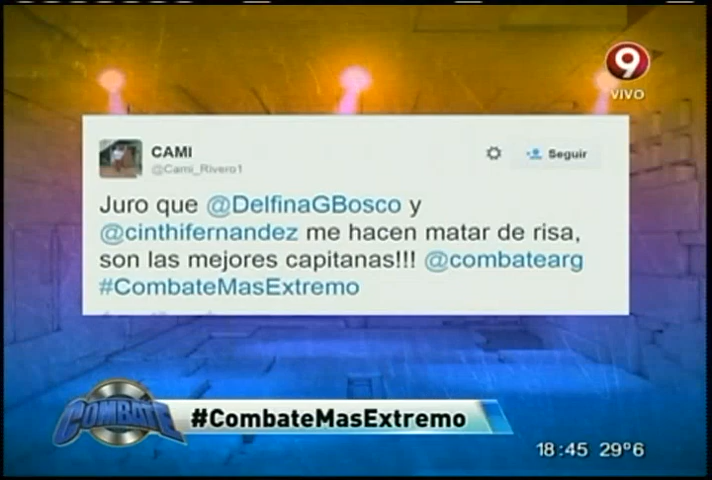 9
VIVO
CAMI
@Cami_Rivero1
Seguir
Juro que @DelfinaGBosco y
@cinthifernandez me hacen matar de risa,
son las mejores capitanas!!! @combatearg
#CombateMasExtremo
COMBATE
#CombateMasExtremo
18:45 29°6